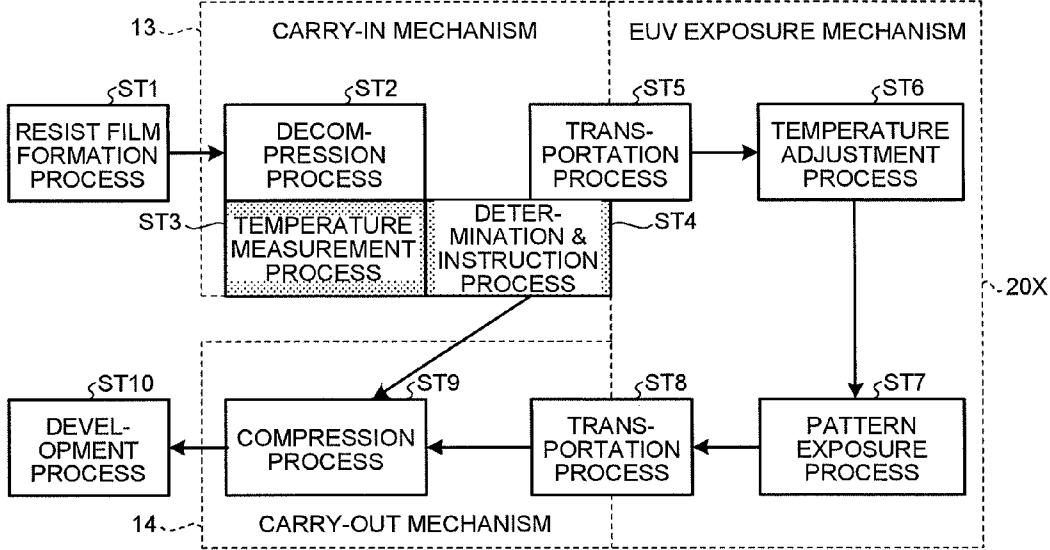 13
CARRY-IN MECHANISM
EUV EXPOSURE MECHANISM
ST1
RESIST FILM
FORMATION
PROCESS
ST2
DECOM-
PRESSION
PROCESS
ST5
TRANS-
PORTATION
PROCESS
ST6
TEMPERATURE
ADJUSTMENT
PROCESS
ST3
TEMPERATURE
MEASUREMENT
PROCESS
DETER-
MINATION &
INSTRUCTION
PROCESS
ST4
20X
ST10
DEVEL-
OPMENT
PROCESS
ST9
COMPRESSION
PROCESS
ST8
TRANS-
PORTATION
PROCESS
ST7
PATTERN
EXPOSURE
PROCESS
14
CARRY-OUT MECHANISM